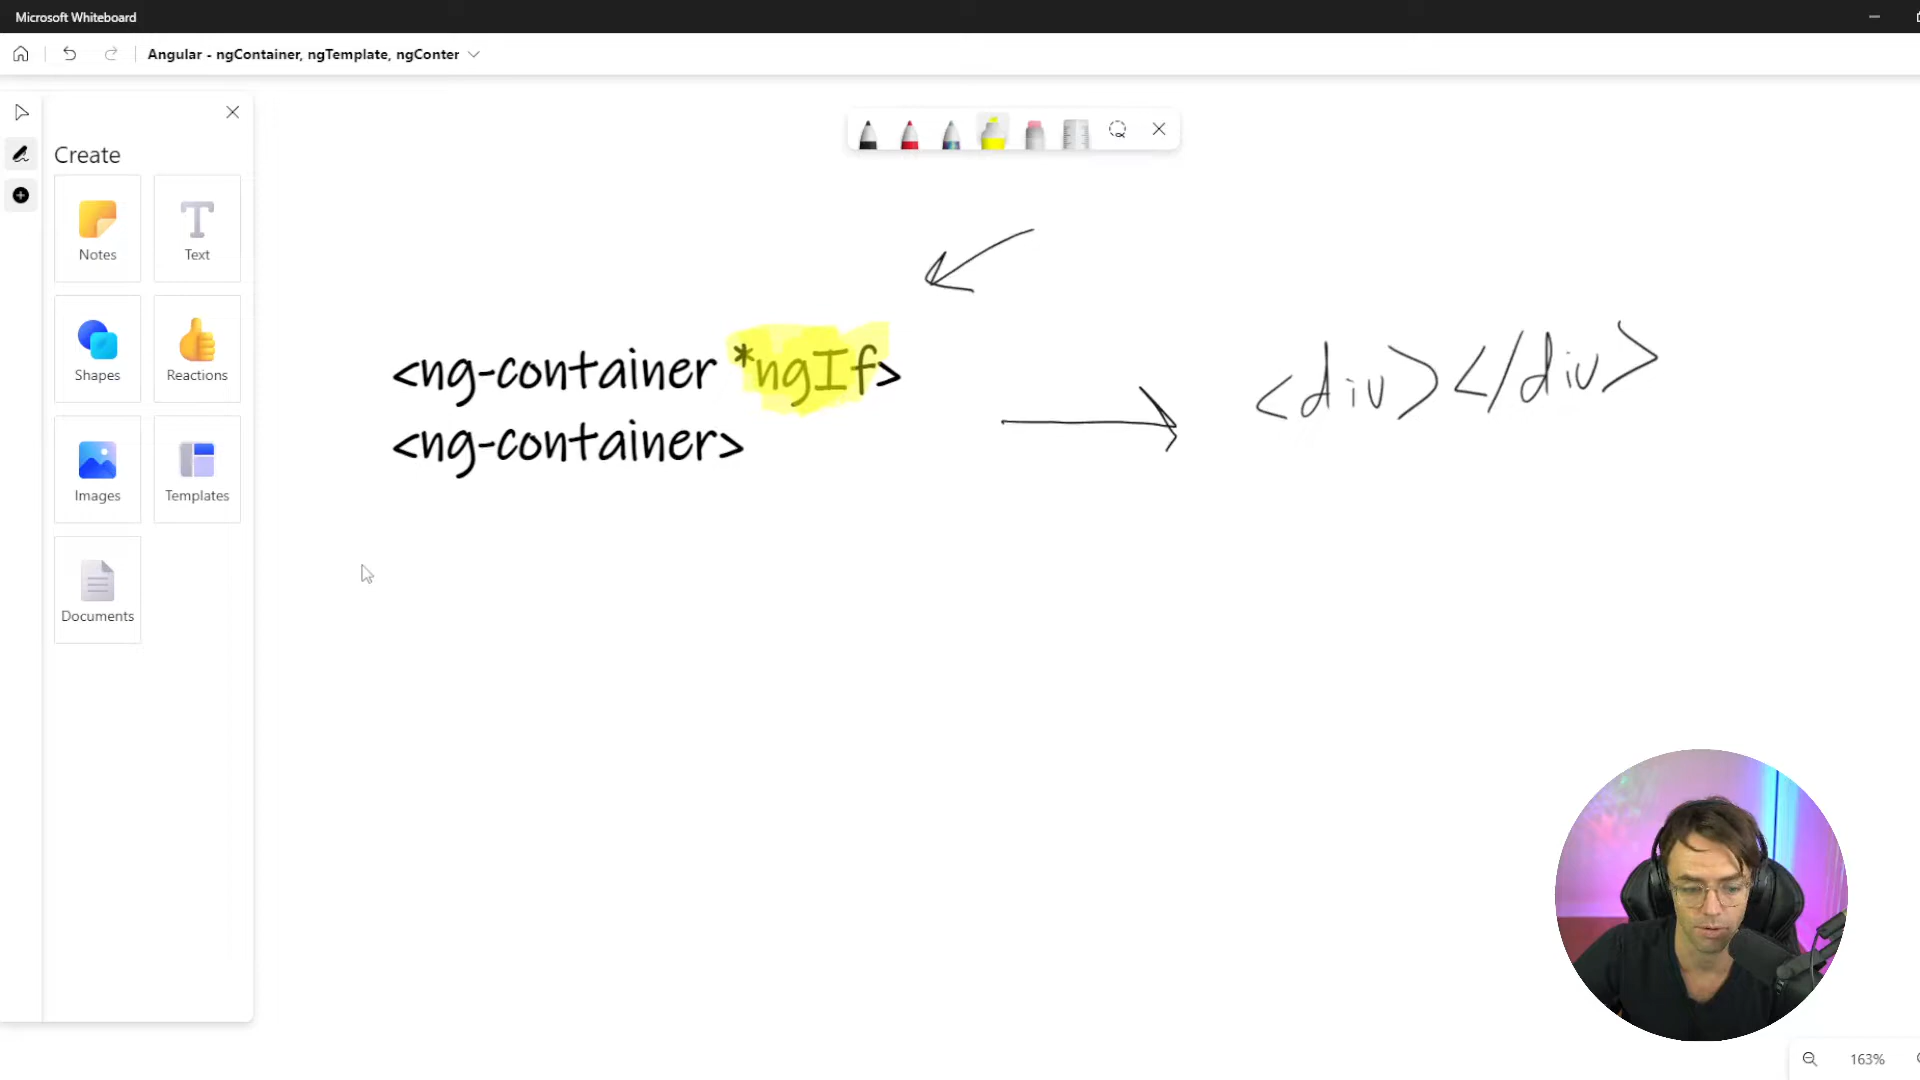 Microsoft Whiteboard
Angular - ngContainer, ngTemplate, ngConter
Create
Notes
Text
Shapes
Reactions
Images
Templates
Documents
<ng-container *ngIf>
<ng-container>
<div></div>
163%